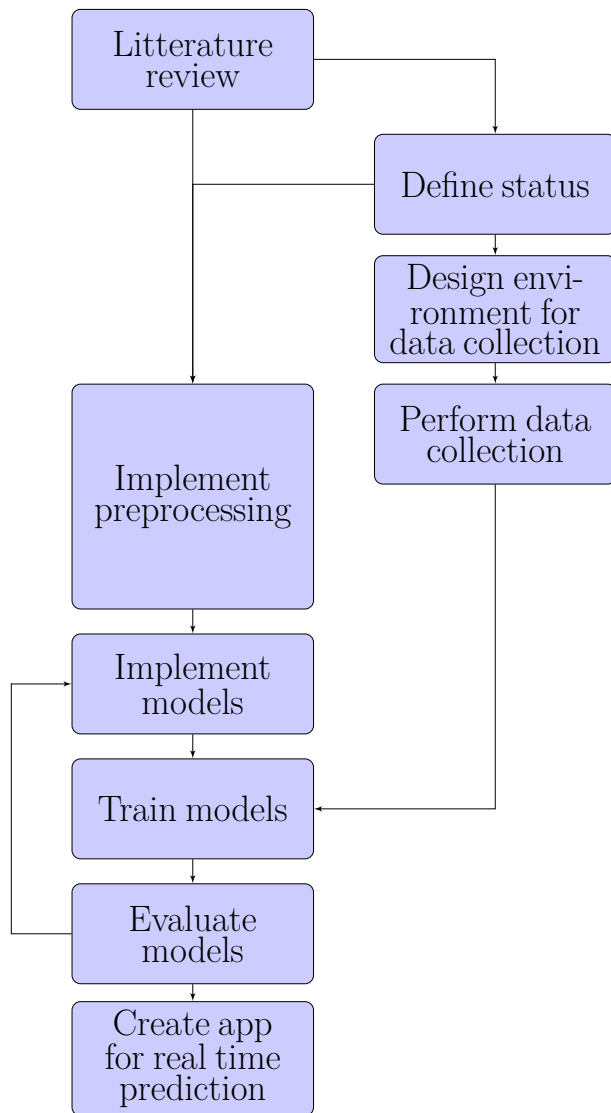 Litterature
review
Define status
Design envi-
ronment for
data collection
Perform data
collection
Implement
preprocessing
Implement
models
Train models
Evaluate
models
Create app
for real time
prediction